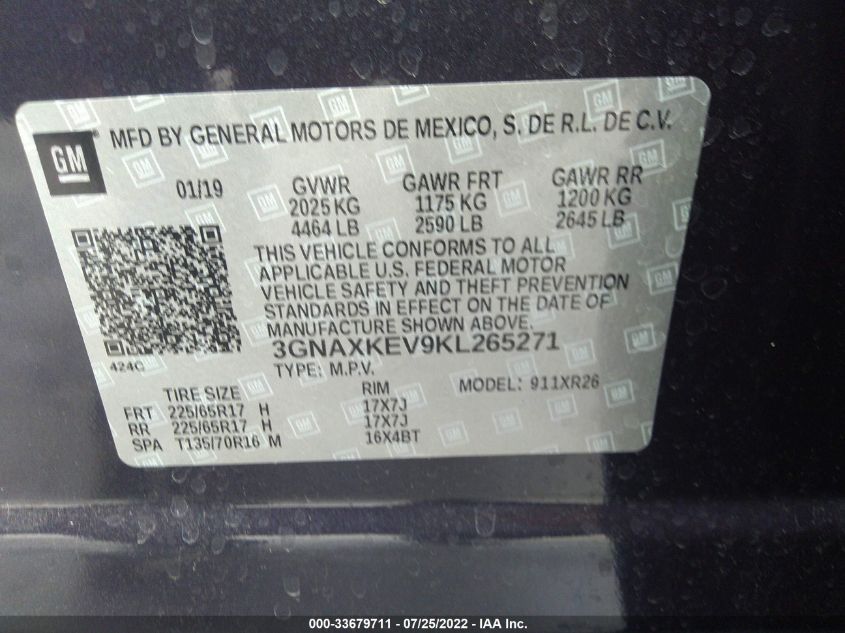 GM
MFD BY GENERAL MOTORS DE MEXICO, S. DE R.L. DE C.V.
01/19 GVWR GAWR FRT GAWR RR
2025 KG 1175 KG 1200 KG
4464 LB 2590 LB 2645 LB
THIS VEHICLE CONFORMS TO ALL
APPLICABLE U.S. FEDERAL MOTOR
VEHICLE SAFETY AND THEFT PREVENTION
STANDARDS IN EFFECT ON THE DATE OF
MANUFACTURE SHOWN ABOVE.
424C 3GNAXKEV9KL265271
TYPE: M.P.V. MODEL: 911XR26
TIRE SIZE RIM
FRT 225/65R17 H 17X7J
RR 225/65R17 H 17X7J
SPA T135/70R16 M 16X4BT
000-33679711 - 07/25/2022 - IAA Inc.